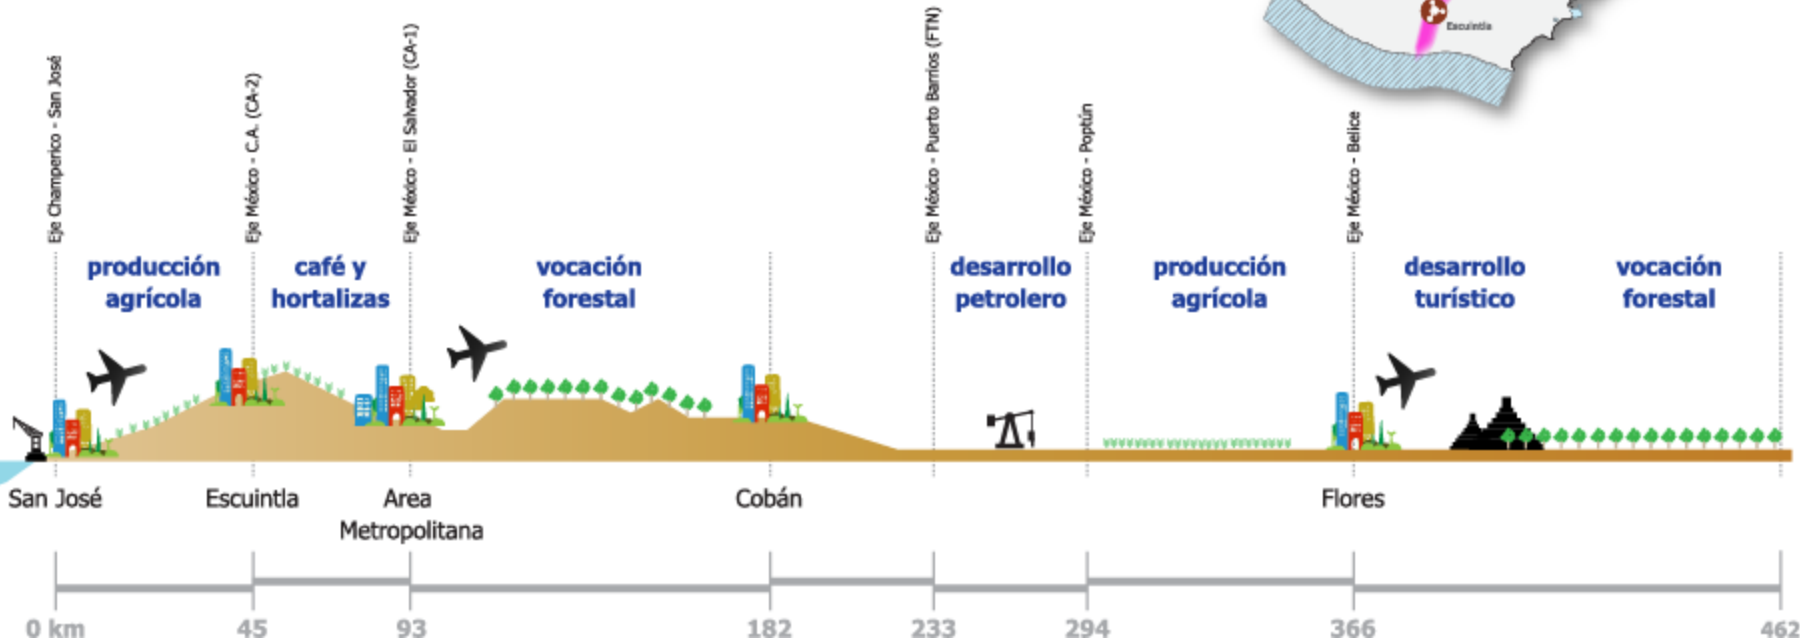 Escuintla
Eje Champerico - San José
Eje México - C.A. (CA-2)
Eje México - El Salvador (CA-1)
Eje México - Puerto Barrios (FTN)
Eje México - Poptún
Eje México - Belice
producción
agrícola
café y
hortalizas
vocación
forestal
desarrollo
petrolero
producción
agrícola
desarrollo
turístico
vocación
forestal
San José
Escuintla
Area
Metropolitana
Cobán
Flores
0 km 45 93 182 233 294 366 462